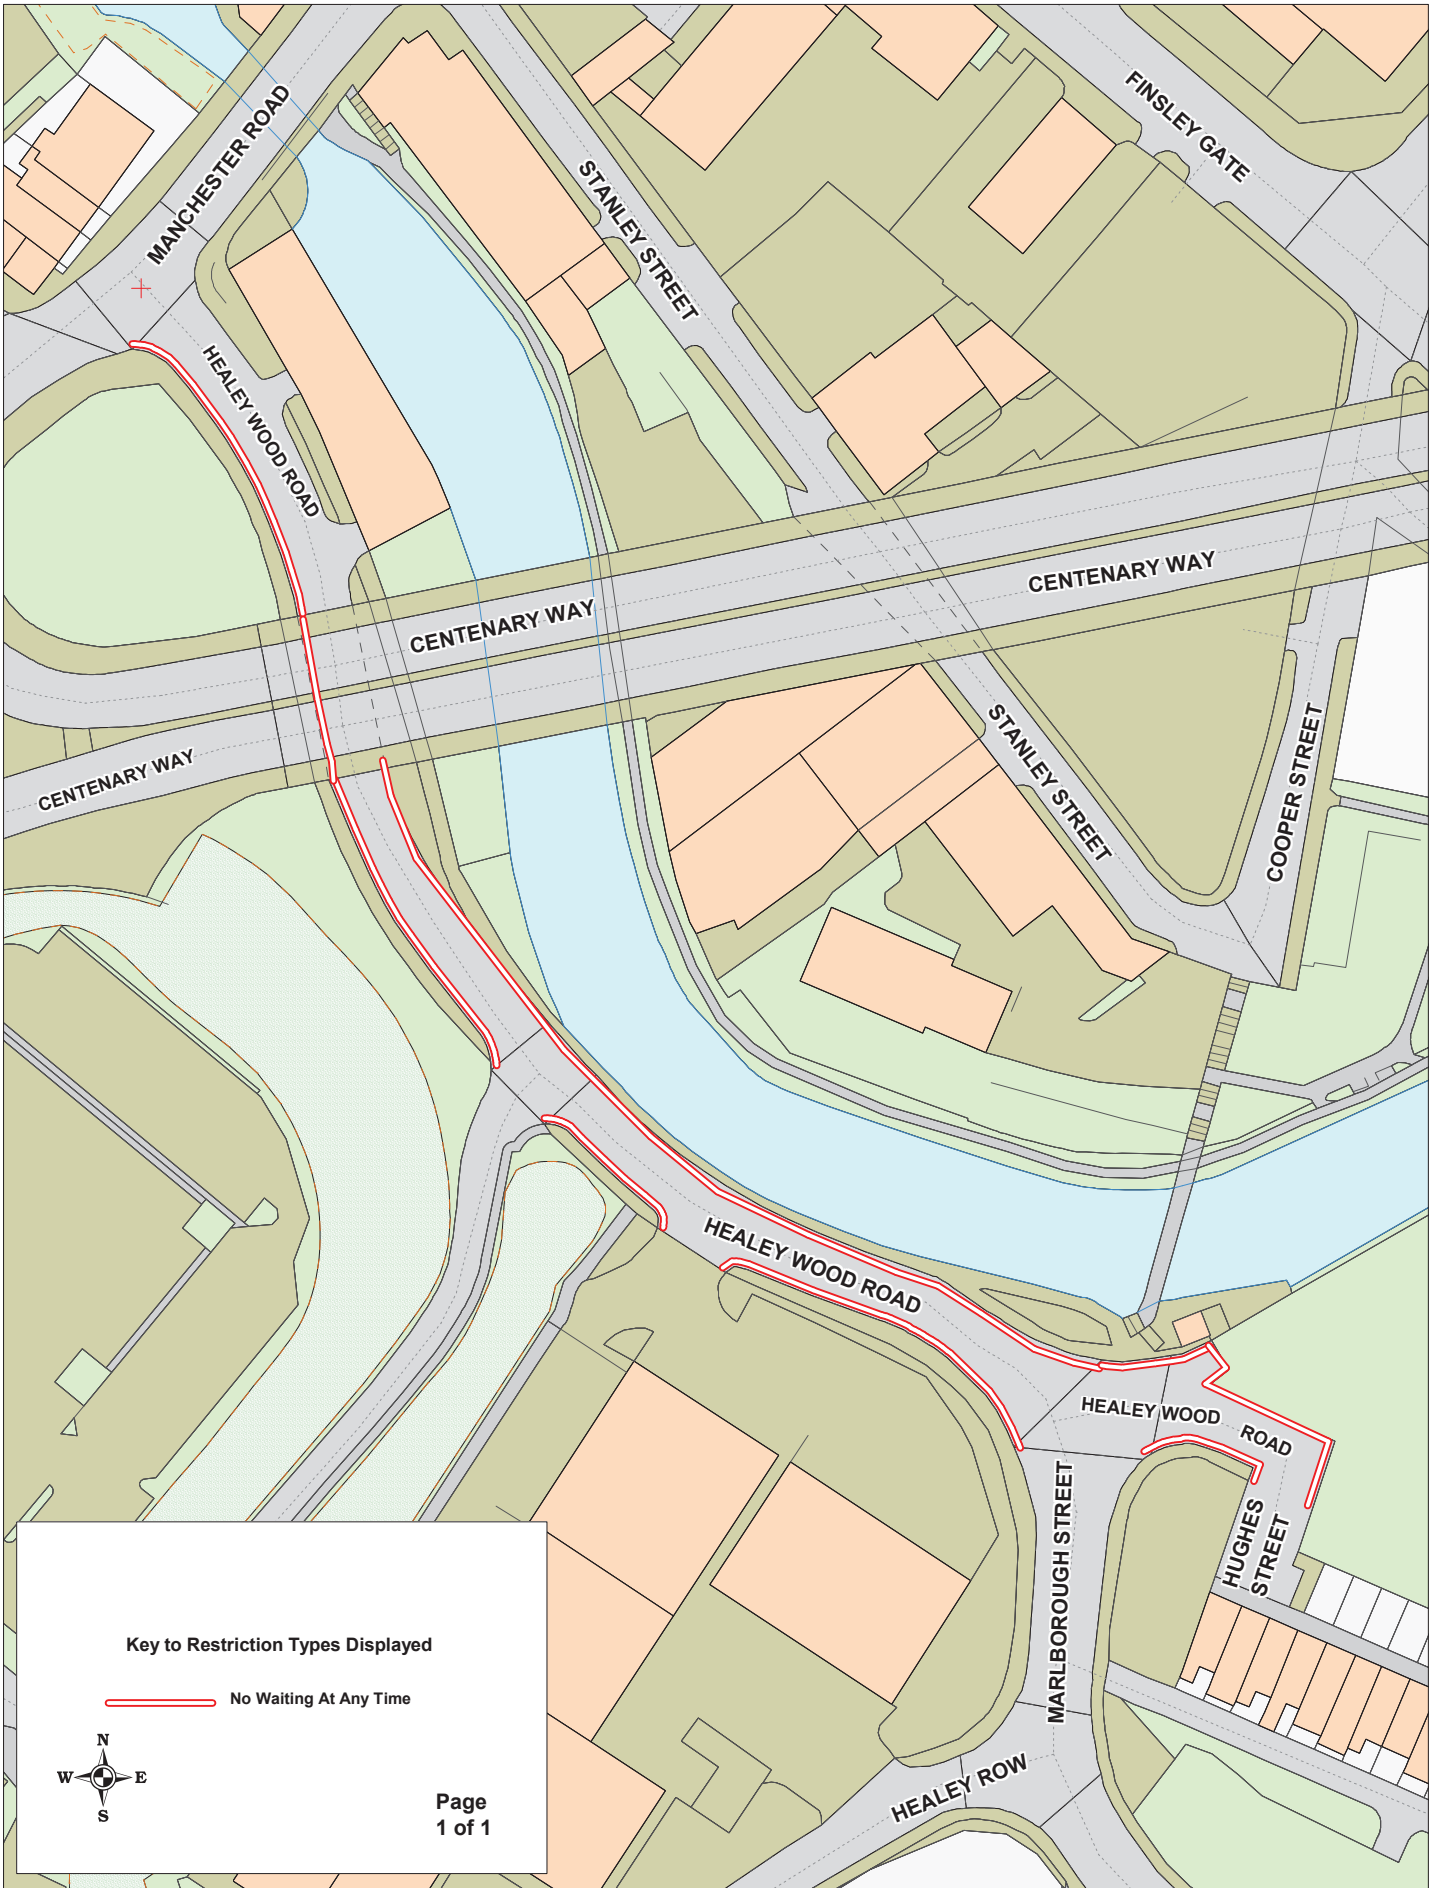 FINSLEY GATE
MANCHESTER ROAD
STANLEY STREET
HEALEY WOOD ROAD
CENTENARY WAY
CENTENARY WAY
CENTENARY WAY
STANLEY STREET
COOPER STREET
HEALEY WOOD ROAD
HEALEY WOOD ROAD
MARLBOROUGH STREET
HUGHES
STREET
HEALEY ROW
Key to Restriction Types Displayed
No Waiting At Any Time
N
W E
S
Page
1 of 1